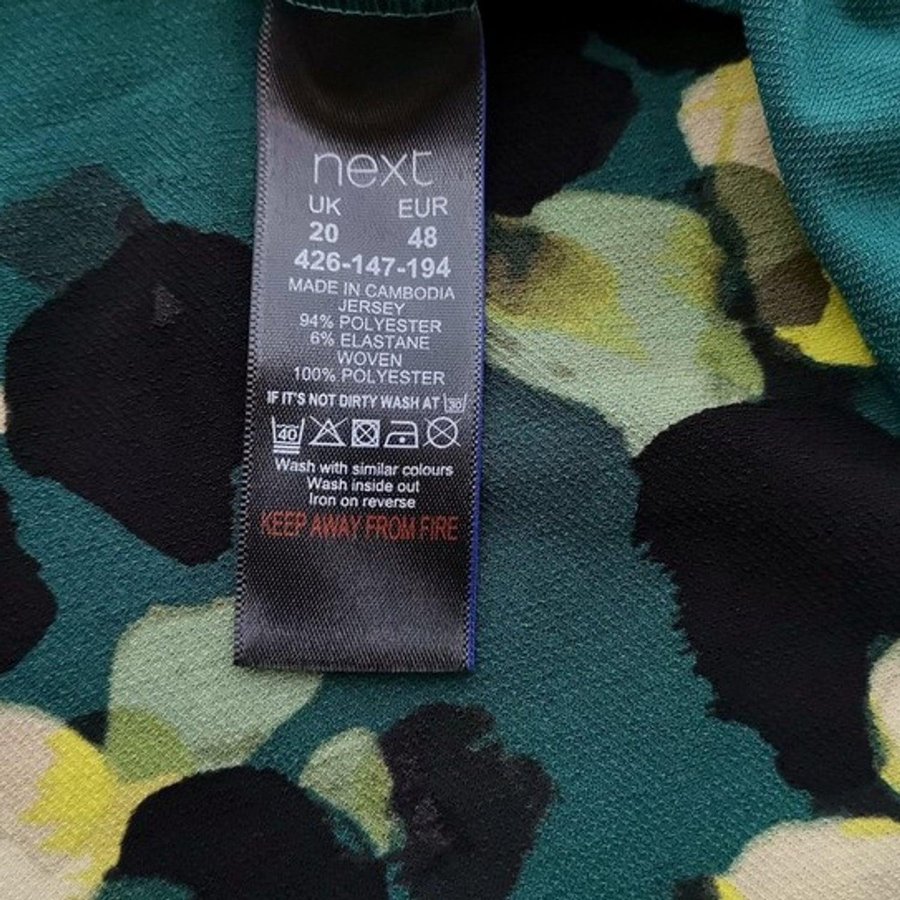 next
UK EUR
20 48
426-147-194
MADE IN CAMBODIA
JERSEY
94% POLYESTER
6% ELASTANE
WOVEN
100% POLYESTER
IF IT'S NOT DIRTY WASH AT 30
40
Wash with similar colours
Wash inside out
Iron on reverse
KEEP AWAY FROM FIRE